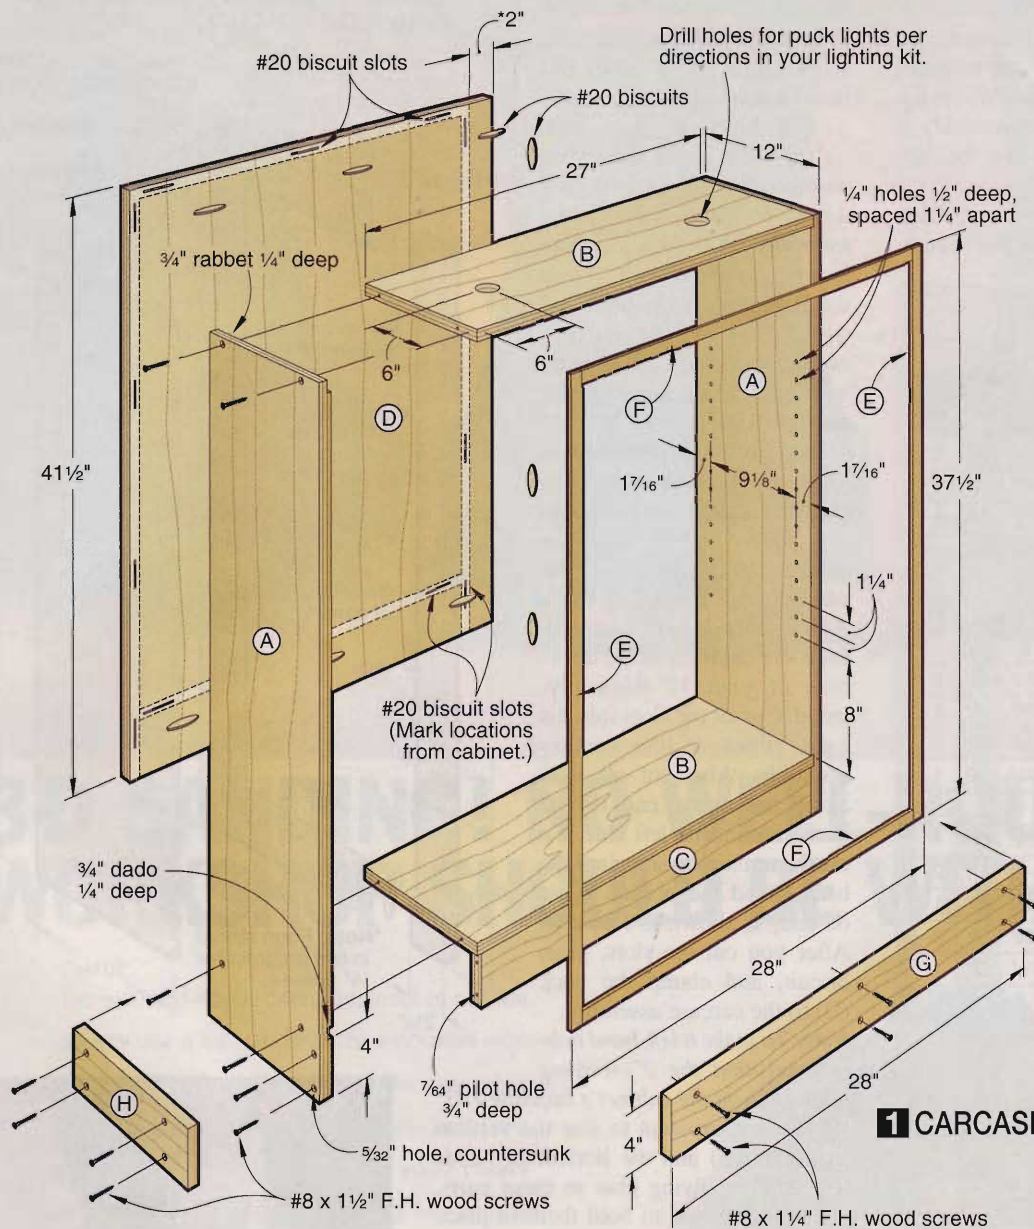 *2"
Drill holes for puck lights per
directions in your lighting kit.
#20 biscuit slots
#20 biscuits
27"
12"
¼" holes ½" deep,
spaced 1¼" apart
¾" rabbet ¼" deep
B
6"
6"
A
E
F
D
41½"
1⁷⁄₁₆"
9⅛"
1⁷⁄₁₆"
37½"
1¼"
A
E
#20 biscuit slots
(Mark locations
from cabinet.)
8"
B
C
F
¾" dado
¼" deep
28"
G
4"
H
⁷⁄₆₄" pilot hole
¾" deep
28"
4"
1 CARCASE
⁵⁄₃₂" hole, countersunk
#8 x 1½" F.H. wood screws
#8 x 1¼" F.H. wood screws